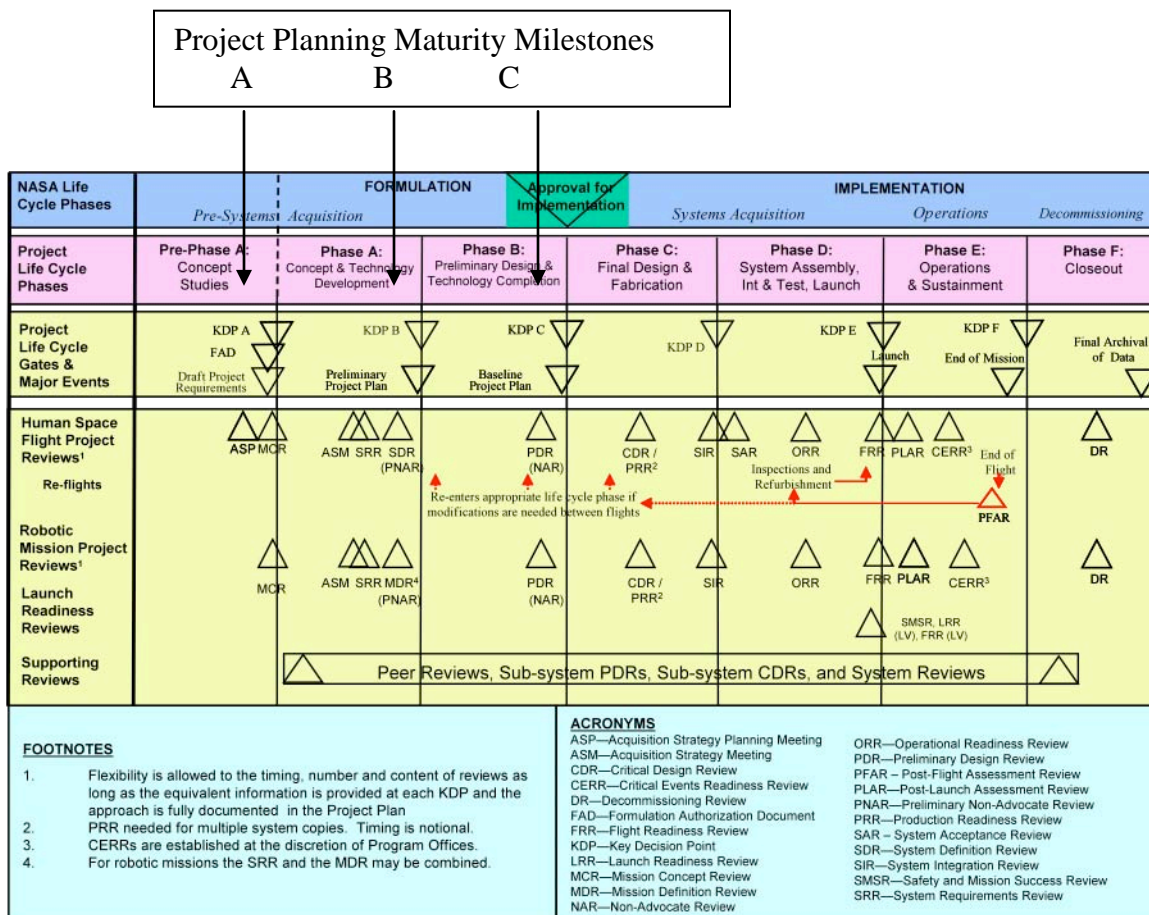 Project Planning Maturity Milestones
A B C
NASA Life
Cycle Phases
FORMULATION
Pre-Systems Acquisition
Approval for
Implementation
IMPLEMENTATION
Systems Acquisition
Operations
Decommissioning
Project
Life Cycle
Phases
Pre-Phase A:
Concept
Studies
Phase A:
Concept & Technology
Development
Phase B:
Preliminary Design &
Technology Completion
Phase C:
Final Design &
Fabrication
Phase D:
System Assembly,
Int & Test, Launch
Phase E:
Operations
& Sustainment
Phase F:
Closeout
Project
Life Cycle
Gates &
Major Events
KDP A
FAD
Draft Project
Requirements
KDP B
Preliminary
Project Plan
KDP C
Baseline
Project Plan
KDP D
KDP E
Launch
KDP F
End of Mission
Final Archival
of Data
Human Space
Flight Project
Reviews¹
ASP MCR
ASM SRR SDR
(PNAR)
PDR
(NAR)
CDR /
PRR²
SIR SAR
ORR
FRR PLAR CERR³
DR
Re-flights
Re-enters appropriate life cycle phase if
modifications are needed between flights
Inspections and
Refurbishment
End of
Flight
PFAR
Robotic
Mission Project
Reviews¹
MCR
ASM SRR MDR⁴
(PNAR)
PDR
(NAR)
CDR /
PRR²
SIR
ORR
FRR PLAR CERR³
DR
Launch
Readiness
Reviews
SMSR, LRR
(LV), FRR (LV)
Supporting
Reviews
Peer Reviews, Sub-system PDRs, Sub-system CDRs, and System Reviews
FOOTNOTES
1. Flexibility is allowed to the timing, number and content of reviews as
long as the equivalent information is provided at each KDP and the
approach is fully documented in the Project Plan
2. PRR needed for multiple system copies. Timing is notional.
3. CERRs are established at the discretion of Program Offices.
4. For robotic missions the SRR and the MDR may be combined.
ACRONYMS
ASP—Acquisition Strategy Planning Meeting
ASM—Acquisition Strategy Meeting
CDR—Critical Design Review
CERR—Critical Events Readiness Review
DR—Decommissioning Review
FAD—Formulation Authorization Document
FRR—Flight Readiness Review
KDP—Key Decision Point
LRR—Launch Readiness Review
MCR—Mission Concept Review
MDR—Mission Definition Review
NAR—Non-Advocate Review
ORR—Operational Readiness Review
PDR—Preliminary Design Review
PFAR – Post-Flight Assessment Review
PLAR—Post-Launch Assessment Review
PNAR—Preliminary Non-Advocate Review
PRR—Production Readiness Review
SAR – System Acceptance Review
SDR—System Definition Review
SIR—System Integration Review
SMSR—Safety and Mission Success Review
SRR—System Requirements Review